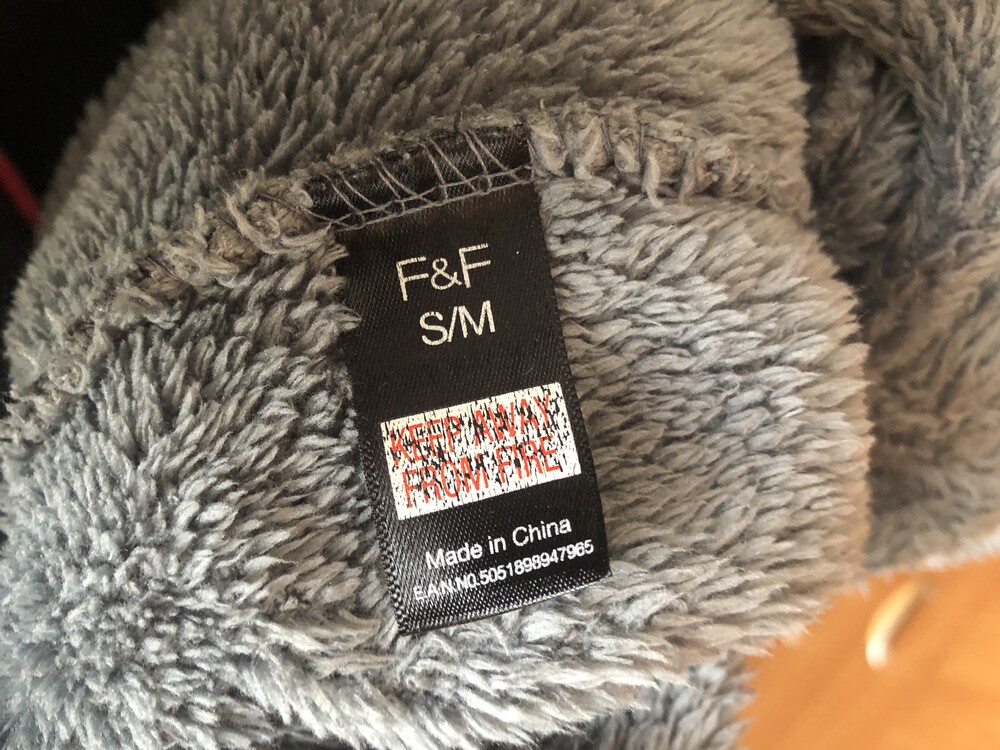 F&F
S/M
KEEP AWAY
FROM FIRE
Made in China
E.A.N.NO.5051898947965